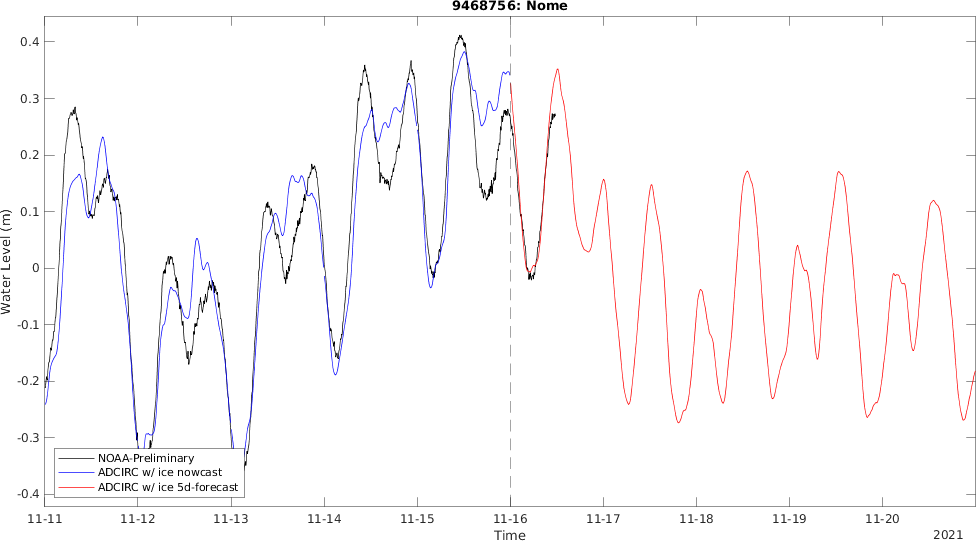 9468756: Nome
0.4
0.3
0.2
0.1
0
-0.1
-0.2
-0.3
-0.4
Water Level (m)
NOAA-Preliminary
ADCIRC w/ ice nowcast
ADCIRC w/ ice 5d-forecast
11-11 11-12 11-13 11-14 11-15 11-16 11-17 11-18 11-19 11-20
Time
2021